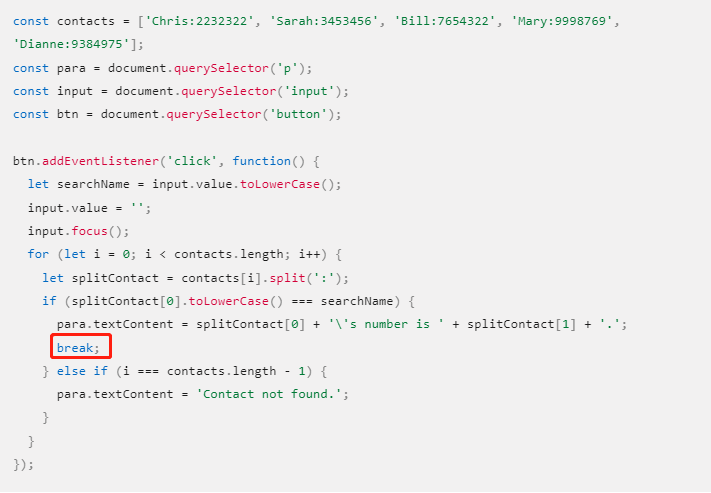 const contacts = ['Chris:2232322', 'Sarah:3453456', 'Bill:7654322', 'Mary:9998769',
'Dianne:9384975'];
const para = document.querySelector('p');
const input = document.querySelector('input');
const btn = document.querySelector('button');

btn.addEventListener('click', function() {
  let searchName = input.value.toLowerCase();
  input.value = '';
  input.focus();
  for (let i = 0; i < contacts.length; i++) {
    let splitContact = contacts[i].split(':');
    if (splitContact[0].toLowerCase() === searchName) {
      para.textContent = splitContact[0] + '\'s number is ' + splitContact[1] + '.';
      break;
    } else if (i === contacts.length - 1) {
      para.textContent = 'Contact not found.';
    }
  }
});